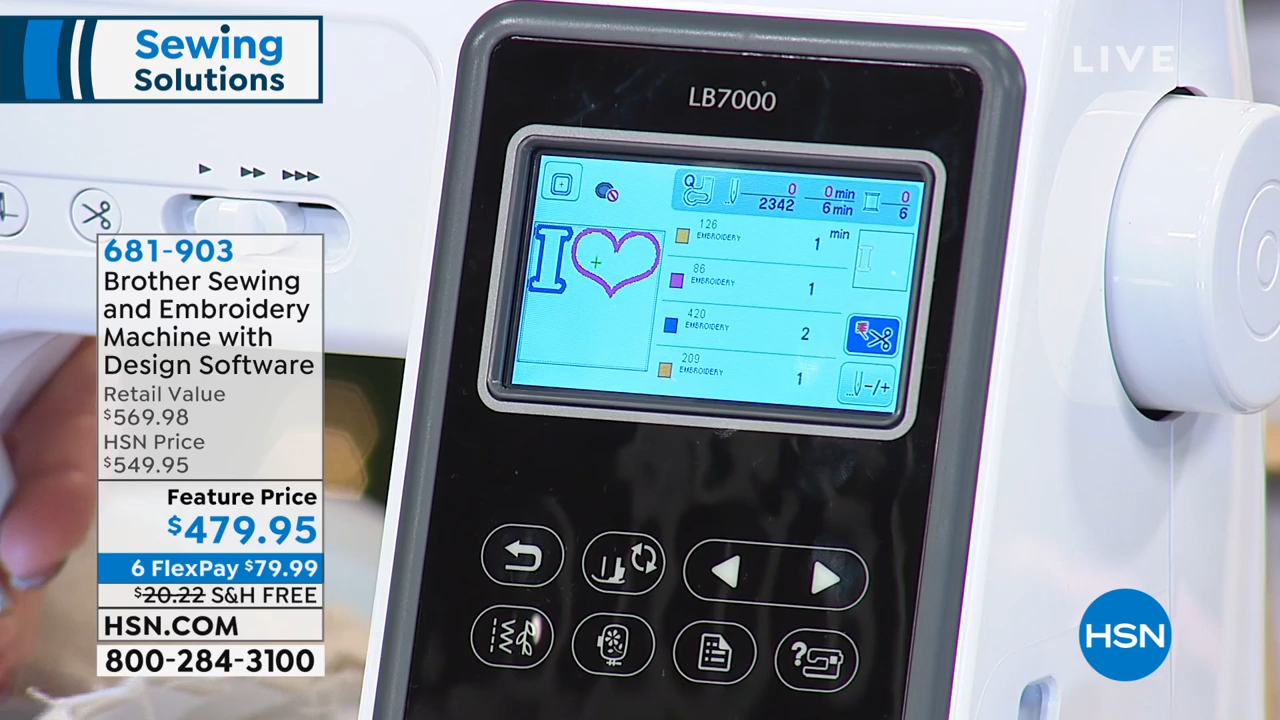 Sewing
Solutions
LIVE
LB7000
Q
0
2342
0 min
6 min
0
6
126
EMBROIDERY
1 min
86
EMBROIDERY
1
420
EMBROIDERY
2
209
EMBROIDERY
1
-/+
I
681-903
Brother Sewing
and Embroidery
Machine with
Design Software
Retail Value
$569.98
HSN Price
$549.95
Feature Price
$479.95
6 FlexPay $79.99
$20.22 S&H FREE
HSN.COM
800-284-3100
?
HSN